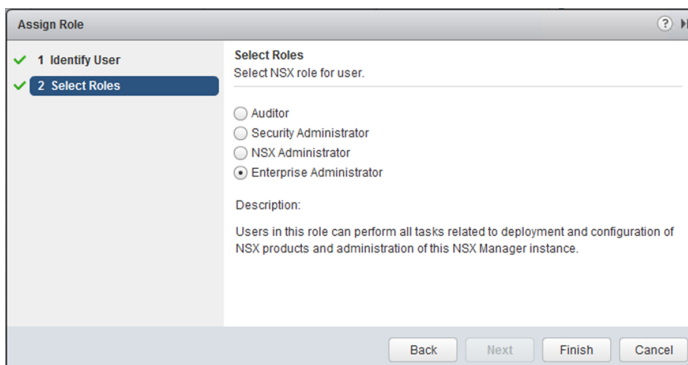 Assign Role
?
1 Identify User
2 Select Roles
Select Roles
Select NSX role for user.
Auditor
Security Administrator
NSX Administrator
Enterprise Administrator
Description:
Users in this role can perform all tasks related to deployment and configuration of
NSX products and administration of this NSX Manager instance.
Back
Next
Finish
Cancel